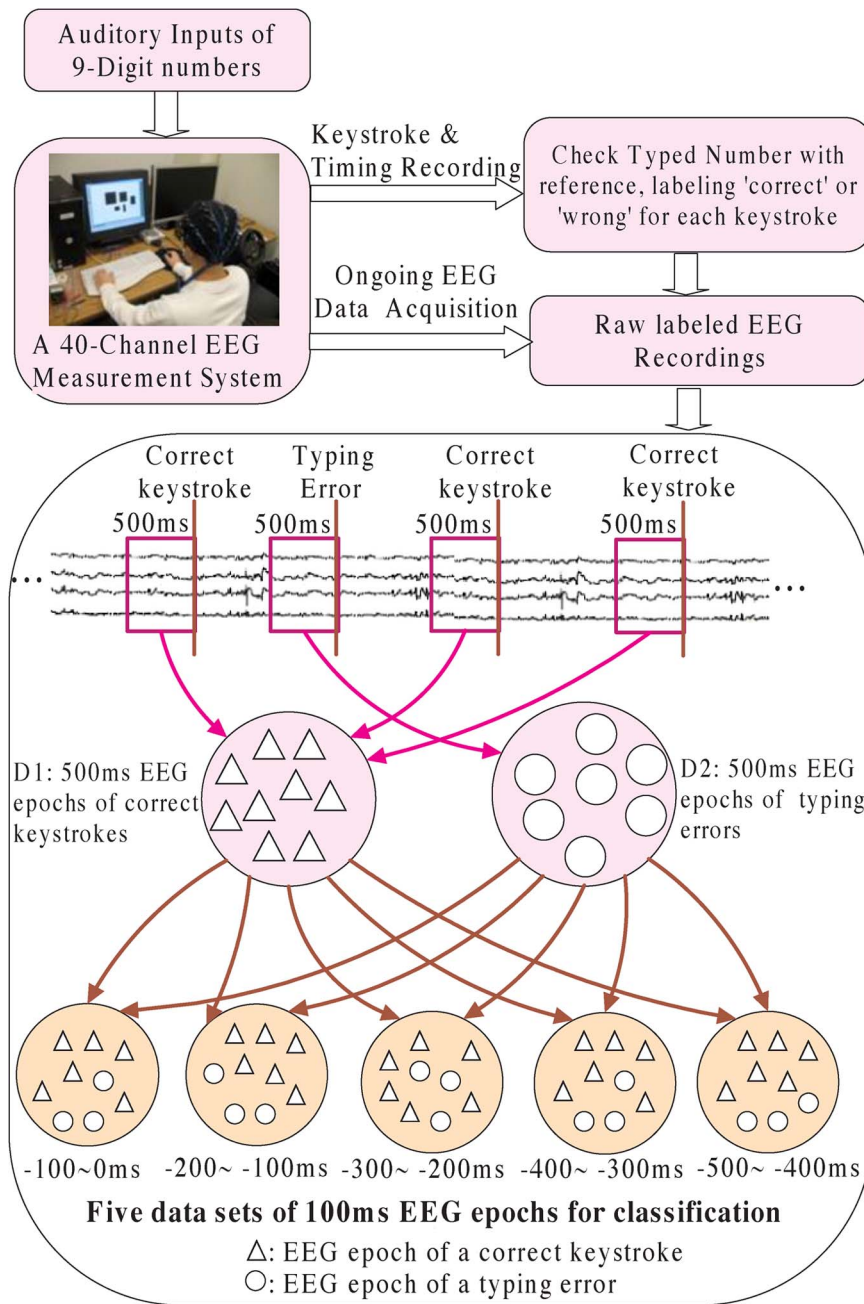 Auditory Inputs of
9-Digit numbers
Keystroke &
Timing Recording
Check Typed Number with
reference, labeling 'correct' or
'wrong' for each keystroke
A 40-Channel EEG
Measurement System
Ongoing EEG
Data Acquisition
Raw labeled EEG
Recordings
Correct
keystroke
Typing
Error
Correct
keystroke
Correct
keystroke
500ms
500ms
500ms
500ms
...
...
D1: 500ms EEG
epochs of correct
keystrokes
D2: 500ms EEG
epochs of typing
errors
-100~0ms
-200~ -100ms
-300~ -200ms
-400~ -300ms
-500~ -400ms
Five data sets of 100ms EEG epochs for classification
△: EEG epoch of a correct keystroke
○: EEG epoch of a typing error